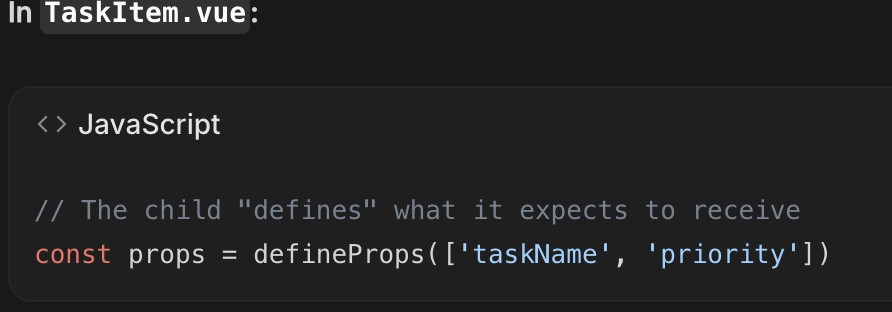 In TaskItem.vue:
<> JavaScript
// The child "defines" what it expects to receive
const props = defineProps(['taskName', 'priority'])